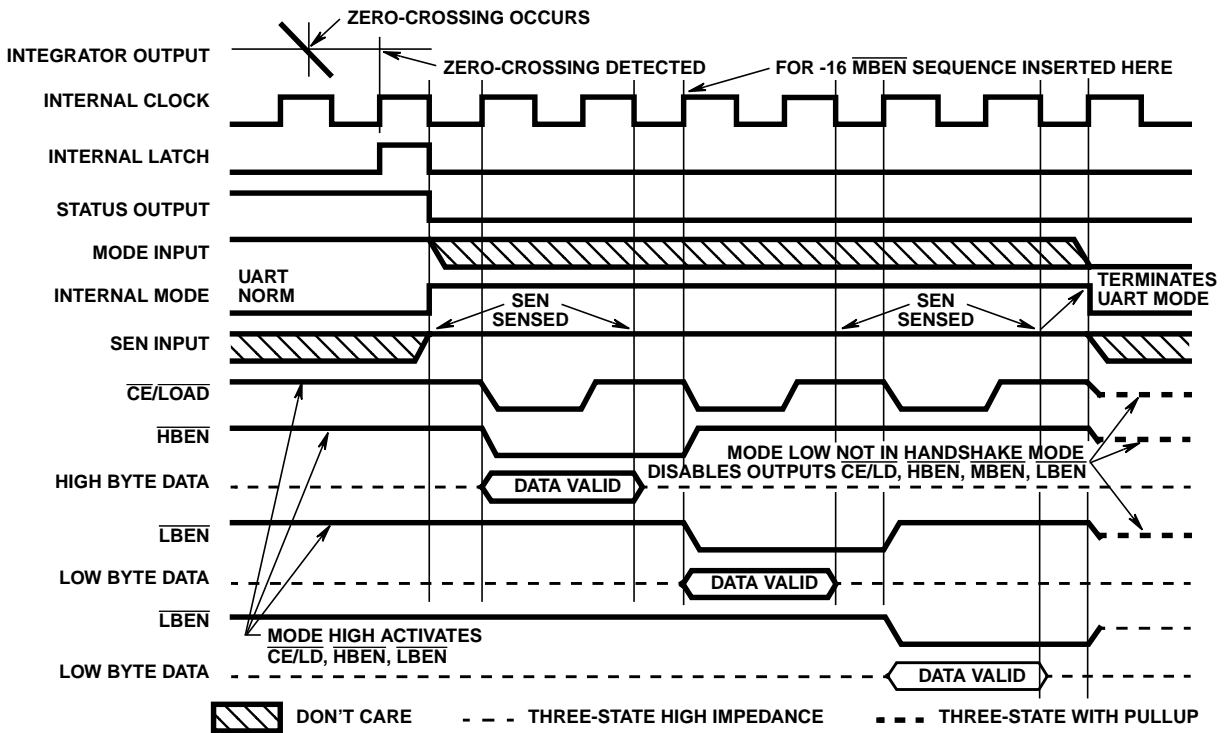 ZERO-CROSSING OCCURS
INTEGRATOR OUTPUT
ZERO-CROSSING DETECTED
FOR -16 MBEN SEQUENCE INSERTED HERE
INTERNAL CLOCK
INTERNAL LATCH
STATUS OUTPUT
MODE INPUT
UART
NORM
TERMINATES
UART MODE
INTERNAL MODE
SEN
SENSED
SEN
SENSED
SEN INPUT
CE/LOAD
HBEN
MODE LOW NOT IN HANDSHAKE MODE
DISABLES OUTPUTS CE/LD, HBEN, MBEN, LBEN
HIGH BYTE DATA
DATA VALID
LBEN
LOW BYTE DATA
DATA VALID
LBEN
MODE HIGH ACTIVATES
CE/LD, HBEN, LBEN
LOW BYTE DATA
DATA VALID
DON'T CARE
THREE-STATE HIGH IMPEDANCE
THREE-STATE WITH PULLUP